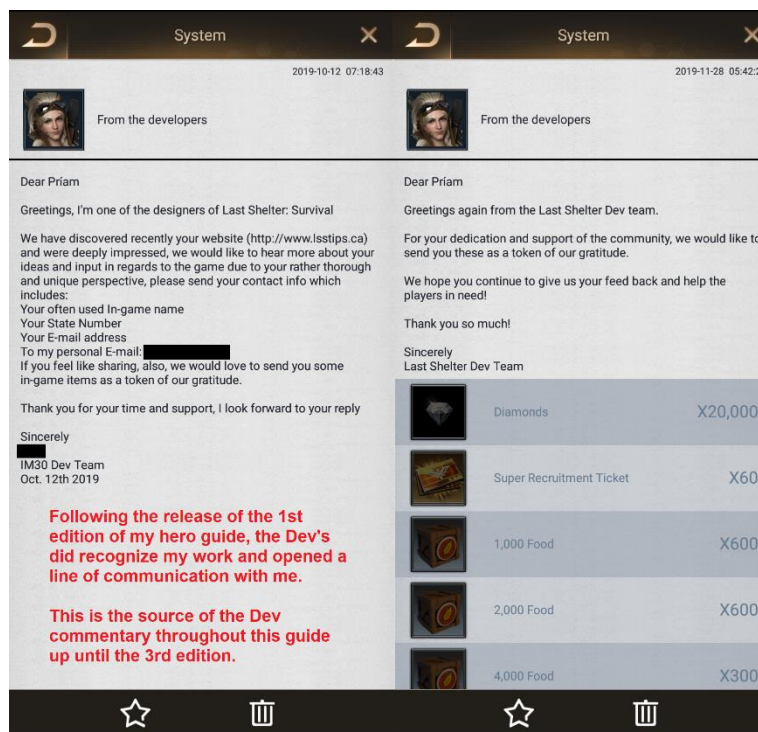 System
2019-10-12 07:18:43
From the developers
Dear Príam
Greetings, I'm one of the designers of Last Shelter: Survival
We have discovered recently your website (http://www.lsstips.ca)
and were deeply impressed, we would like to hear more about your
ideas and input in regards to the game due to your rather thorough
and unique perspective, please send your contact info which
includes:
Your often used In-game name
Your State Number
Your E-mail address
To my personal E-mail:
If you feel like sharing, also, we would love to send you some
in-game items as a token of our gratitude.
Thank you for your time and support, I look forward to your reply
Sincerely
IM30 Dev Team
Oct. 12th 2019
Following the release of the 1st
edition of my hero guide, the Dev's
did recognize my work and opened a
line of communication with me.
This is the source of the Dev
commentary throughout this guide
up until the 3rd edition.
System
2019-11-28 05:42:2
From the developers
Dear Príam
Greetings again from the Last Shelter Dev team.
For your dedication and support of the community, we would like to
send you these as a token of our gratitude.
We hope you continue to give us your feed back and help the
players in need!
Thank you so much!
Sincerely
Last Shelter Dev Team
Diamonds X20,000
Super Recruitment Ticket X60
1,000 Food X600
2,000 Food X600
4,000 Food X300